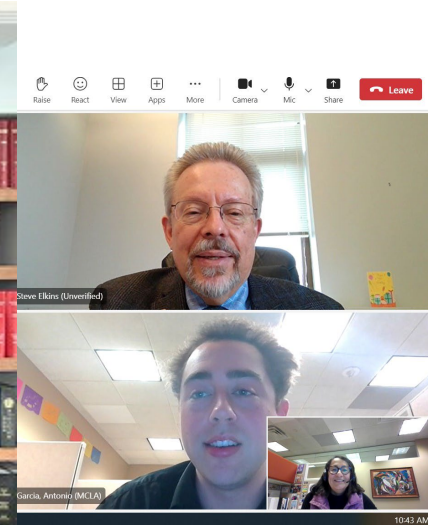 Raise React View Apps More Camera Mic Share Leave
Steve Elkins (Unverified)
Garcia, Antonio (MCLA)
10:43 AM